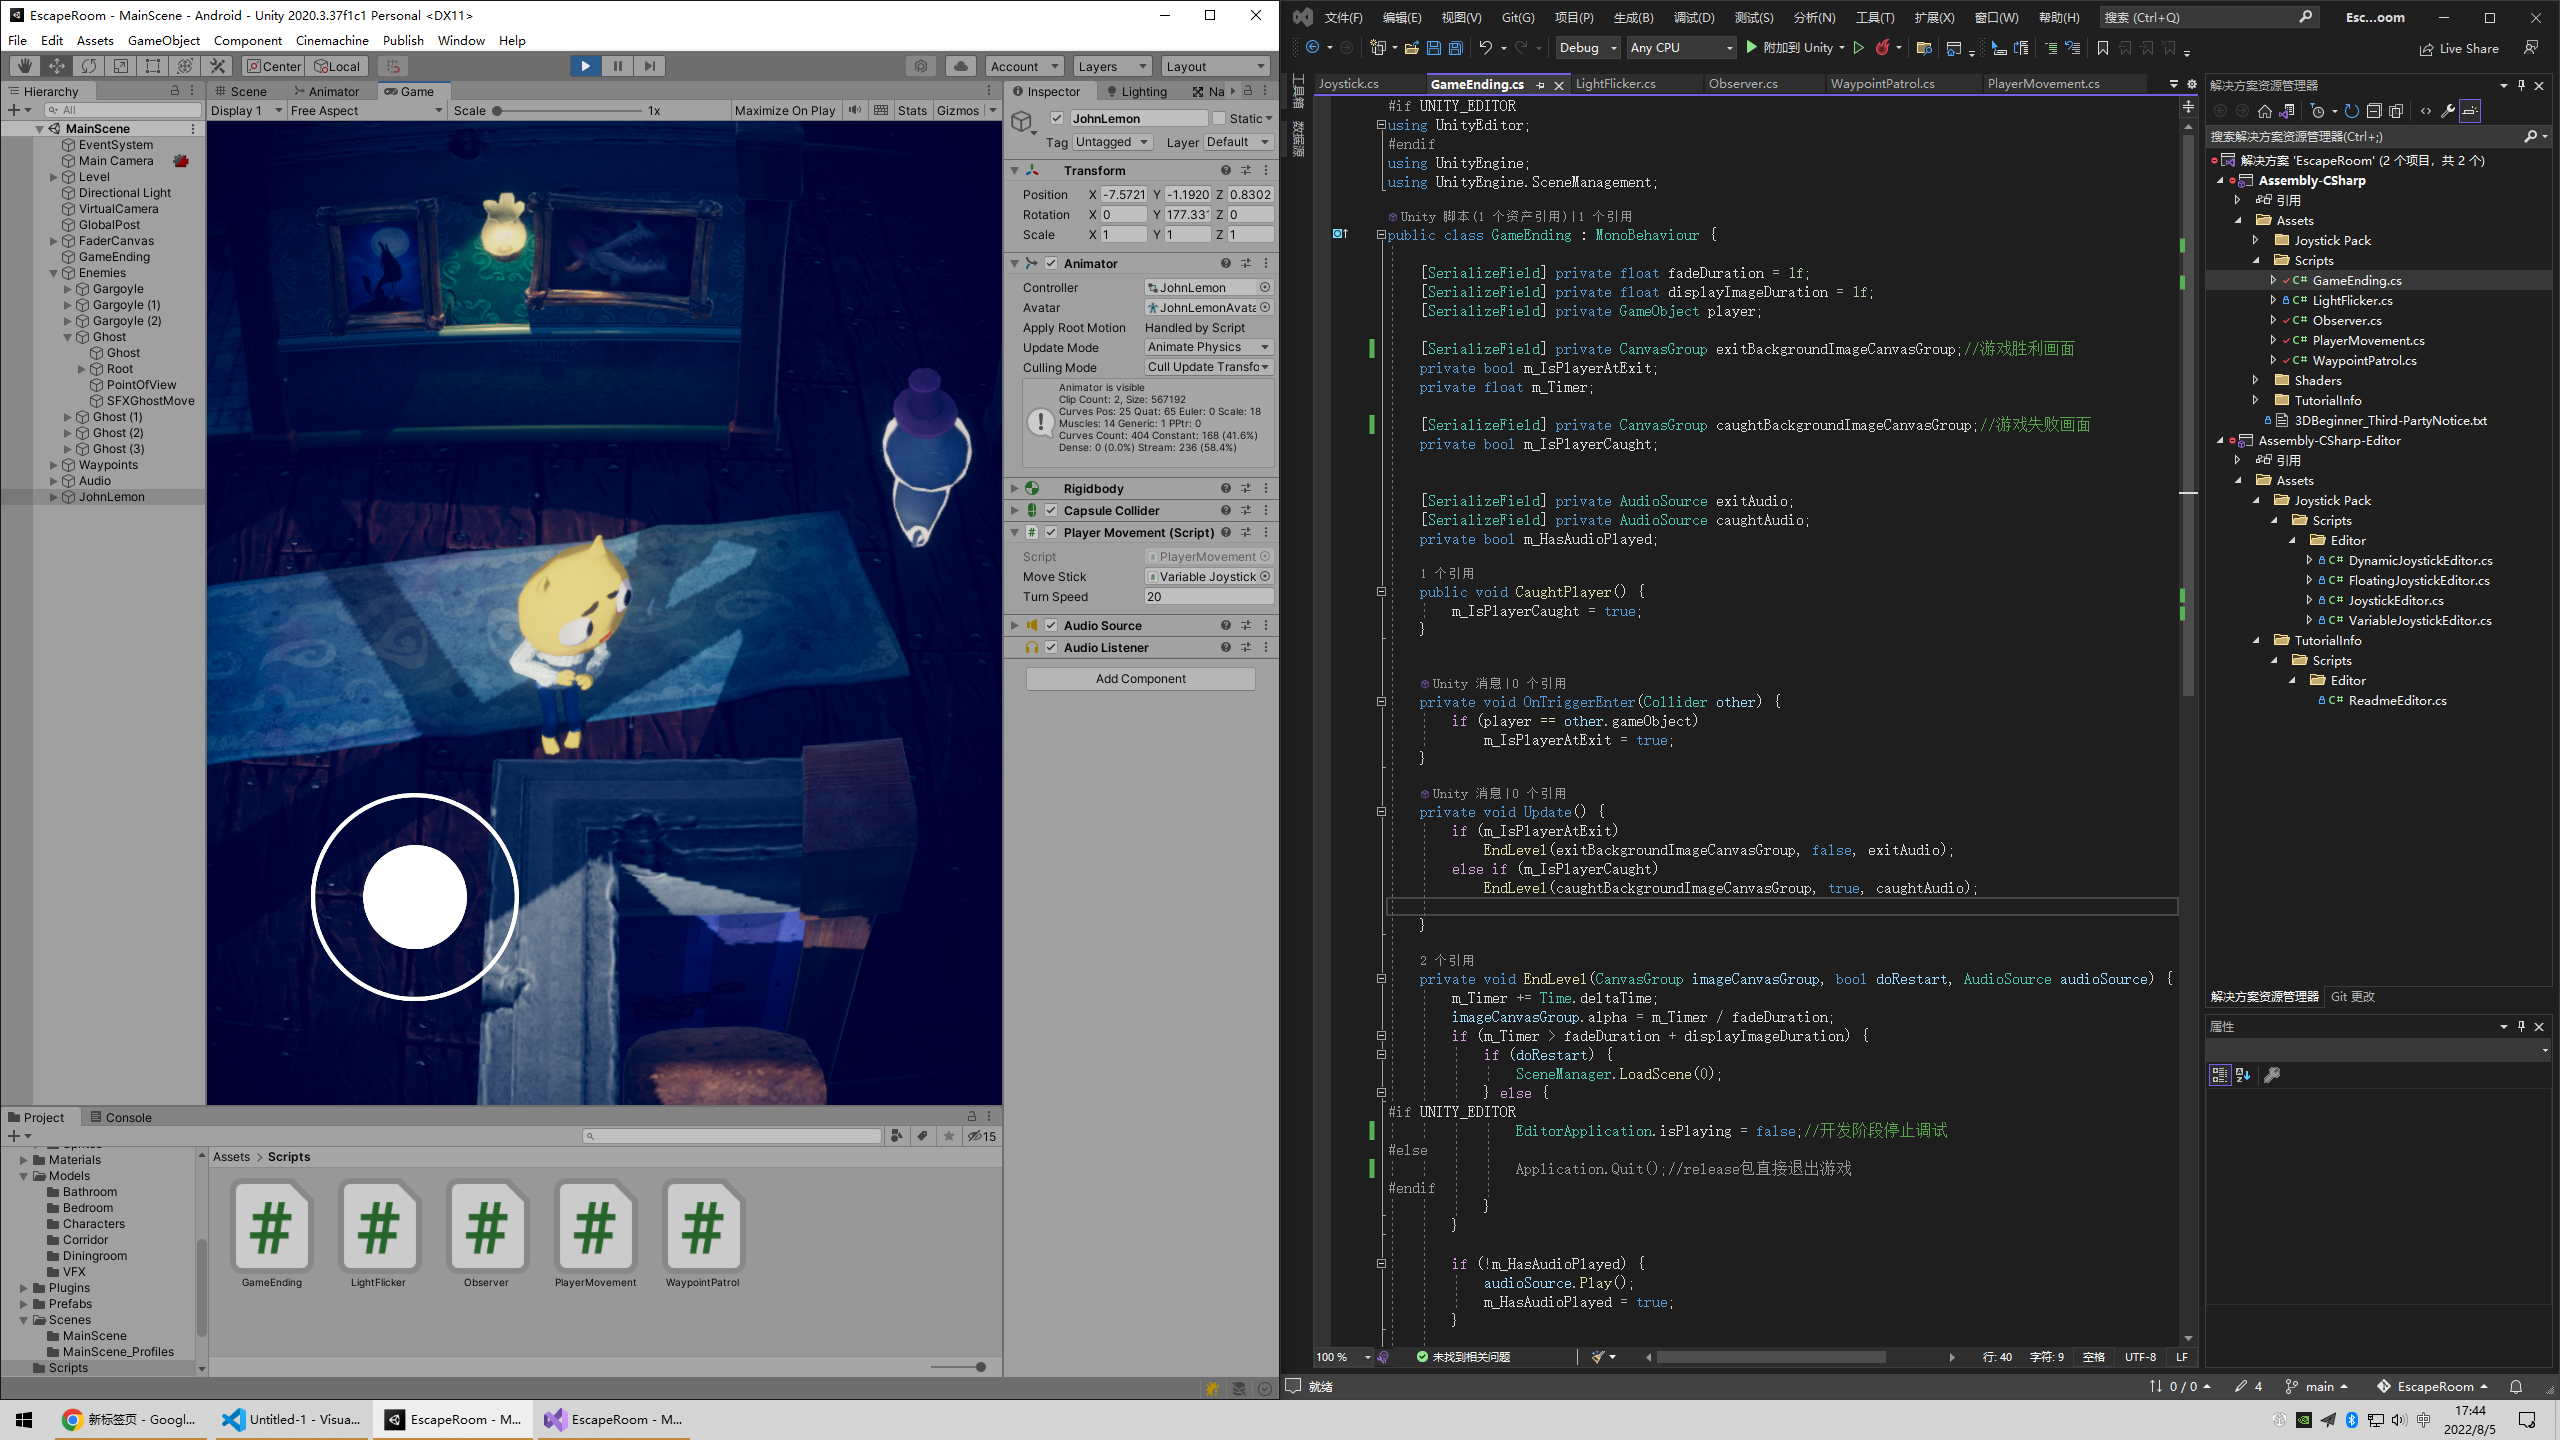 EscapeRoom - MainScene - Android - Unity 2020.3.37f1c1 Personal <DX11>
File Edit Assets GameObject Component Cinemachine Publish Window Help
Center Local
Account Layers Layout
Hierarchy
All
MainScene
EventSystem
Main Camera
Level
Directional Light
VirtualCamera
GlobalPost
FaderCanvas
GameEnding
Enemies
Gargoyle
Gargoyle (1)
Gargoyle (2)
Ghost
Ghost
Root
PointOfView
SFXGhostMove
Ghost (1)
Ghost (2)
Ghost (3)
Waypoints
Audio
JohnLemon
Scene Animator Game
Display 1 Free Aspect Scale 1x Maximize On Play Stats Gizmos
Inspector Lighting Na
JohnLemon Static
Tag Untagged Layer Default
Transform
Position X -7.5721 Y -1.1920 Z 0.8302
Rotation X 0 Y 177.331 Z 0
Scale X 1 Y 1 Z 1
Animator
Controller JohnLemon
Avatar JohnLemonAvata
Apply Root Motion Handled by Script
Update Mode Animate Physics
Culling Mode Cull Update Transfo
Animator is visible
Clip Count: 2, Size: 567192
Curves Pos: 25 Quat: 65 Euler: 0 Scale: 18
Muscles: 14 Generic: 1 PPtr: 0
Curves Count: 404 Constant: 168 (41.6%)
Dense: 0 (0.0%) Stream: 236 (58.4%)
Rigidbody
Capsule Collider
Player Movement (Script)
Script PlayerMovement
Move Stick Variable Joystick
Turn Speed 20
Audio Source
Audio Listener
Add Component
Project Console
15
Materials
Models
Bathroom
Bedroom
Characters
Corridor
Diningroom
VFX
Plugins
Prefabs
Scenes
MainScene
MainScene_Profiles
Scripts
Assets > Scripts
GameEnding LightFlicker Observer PlayerMovement WaypointPatrol
文件(F) 编辑(E) 视图(V) Git(G) 项目(P) 生成(B) 调试(D) 测试(S) 分析(N) 工具(T) 扩展(X) 窗口(W) 帮助(H) 搜索 (Ctrl+Q) Esc...oom
Debug Any CPU 附加到 Unity Live Share
工具箱
数据源
Joystick.cs GameEnding.cs LightFlicker.cs Observer.cs WaypointPatrol.cs PlayerMovement.cs
#if UNITY_EDITOR
using UnityEditor;
#endif
using UnityEngine;
using UnityEngine.SceneManagement;
Unity 脚本(1 个资产引用)|1 个引用
public class GameEnding : MonoBehaviour {
[SerializeField] private float fadeDuration = 1f;
[SerializeField] private float displayImageDuration = 1f;
[SerializeField] private GameObject player;
[SerializeField] private CanvasGroup exitBackgroundImageCanvasGroup;//游戏胜利画面
private bool m_IsPlayerAtExit;
private float m_Timer;
[SerializeField] private CanvasGroup caughtBackgroundImageCanvasGroup;//游戏失败画面
private bool m_IsPlayerCaught;
[SerializeField] private AudioSource exitAudio;
[SerializeField] private AudioSource caughtAudio;
private bool m_HasAudioPlayed;
1 个引用
public void CaughtPlayer() {
m_IsPlayerCaught = true;
}
Unity 消息|0 个引用
private void OnTriggerEnter(Collider other) {
if (player == other.gameObject)
m_IsPlayerAtExit = true;
}
Unity 消息|0 个引用
private void Update() {
if (m_IsPlayerAtExit)
EndLevel(exitBackgroundImageCanvasGroup, false, exitAudio);
else if (m_IsPlayerCaught)
EndLevel(caughtBackgroundImageCanvasGroup, true, caughtAudio);
}
2 个引用
private void EndLevel(CanvasGroup imageCanvasGroup, bool doRestart, AudioSource audioSource) {
m_Timer += Time.deltaTime;
imageCanvasGroup.alpha = m_Timer / fadeDuration;
if (m_Timer > fadeDuration + displayImageDuration) {
if (doRestart) {
SceneManager.LoadScene(0);
} else {
#if UNITY_EDITOR
EditorApplication.isPlaying = false;//开发阶段停止调试
#else
Application.Quit();//release包直接退出游戏
#endif
}
}
if (!m_HasAudioPlayed) {
audioSource.Play();
m_HasAudioPlayed = true;
}
100 % 未找到相关问题 行: 40 字符: 9 空格 UTF-8 LF
解决方案资源管理器
搜索解决方案资源管理器(Ctrl+;)
解决方案 'EscapeRoom' (2 个项目，共 2 个)
Assembly-CSharp
引用
Assets
Joystick Pack
Scripts
C# GameEnding.cs
C# LightFlicker.cs
C# Observer.cs
C# PlayerMovement.cs
C# WaypointPatrol.cs
Shaders
TutorialInfo
3DBeginner_Third-PartyNotice.txt
Assembly-CSharp-Editor
引用
Assets
Joystick Pack
Scripts
Editor
C# DynamicJoystickEditor.cs
C# FloatingJoystickEditor.cs
C# JoystickEditor.cs
C# VariableJoystickEditor.cs
TutorialInfo
Scripts
Editor
C# ReadmeEditor.cs
解决方案资源管理器 Git 更改
属性
就绪 0 / 0 4 main EscapeRoom
新标签页 - Googl... Untitled-1 - Visua... EscapeRoom - M... EscapeRoom - M...
中
17:44
2022/8/5